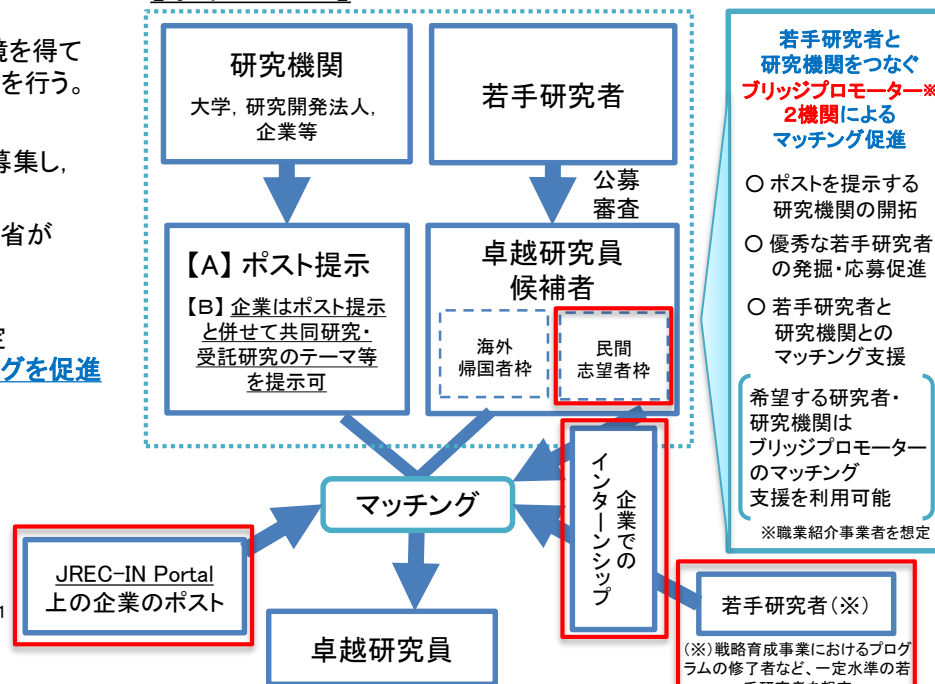 境を得て
を行う。
募集し,
省が
定
グを促進
1
研究機関
大学, 研究開発法人,
企業等
若手研究者
公募
審査
【A】ポスト提示
【B】企業はポスト提示
と併せて共同研究・
受託研究のテーマ等
を提示可
卓越研究員
候補者
海外
帰国者枠
民間
志望者枠
マッチング
企業での
インターンシップ
JREC-IN Portal
上の企業のポスト
卓越研究員
若手研究者(※)
(※)戦略育成事業におけるプログ
ラムの修了者など、一定水準の若
若手研究者と
研究機関をつなぐ
ブリッジプロモーター※
2機関による
マッチング促進
○ ポストを提示する
研究機関の開拓
○ 優秀な若手研究者
の発掘・応募促進
○ 若手研究者と
研究機関との
マッチング支援
希望する研究者・
研究機関は
ブリッジプロモーター
のマッチング
支援を利用可能
※職業紹介事業者を想定